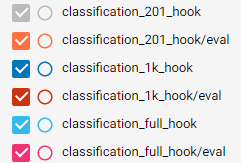 classification_201_hook
classification_201_hook/eval
classification_1k_hook
classification_1k_hook/eval
classification_full_hook
classification_full_hook/eval